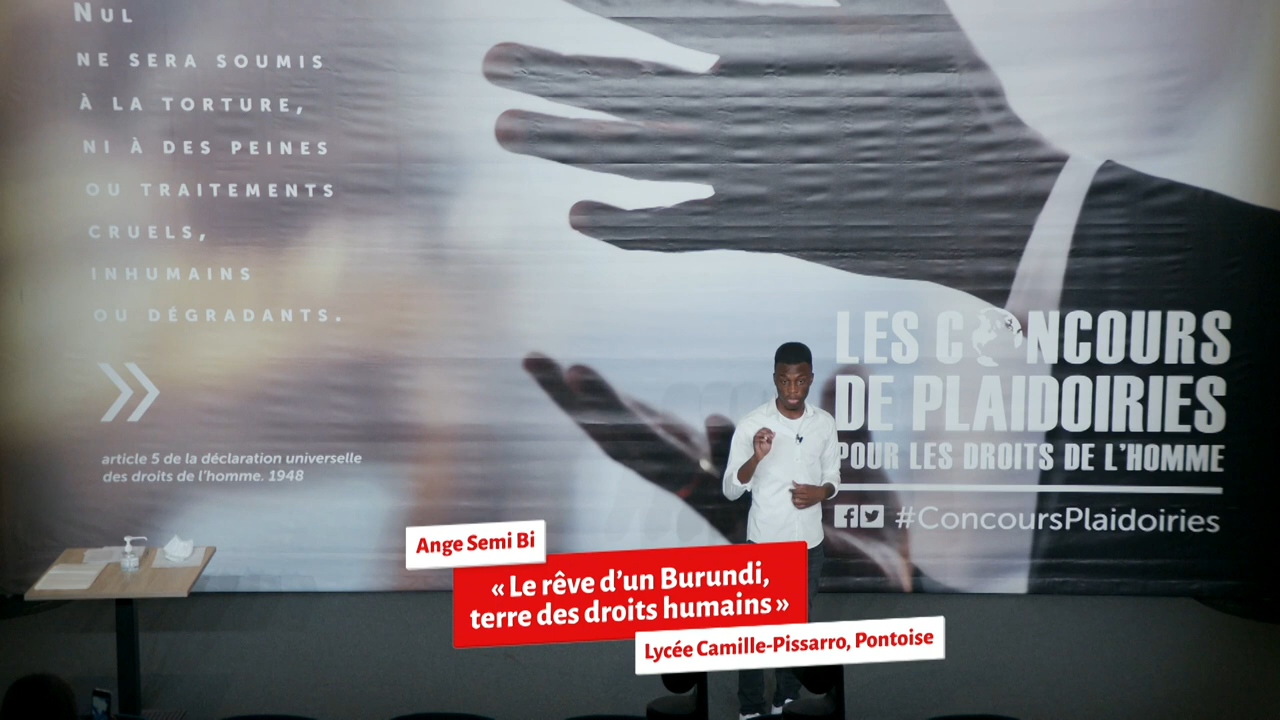 NUL
NE SERA SOUMIS
À LA TORTURE,
NI À DES PEINES
OU TRAITEMENTS
CRUELS,
INHUMAINS
OU DÉGRADANTS.
»
article 5 de la déclaration universelle
des droits de l'homme. 1948
LES CONCOURS
DE PLAIDOIRIES
POUR LES DROITS DE L'HOMME
#ConcoursPlaidoiries
Ange Semi Bi
« Le rêve d'un Burundi,
terre des droits humains »
Lycée Camille-Pissarro, Pontoise